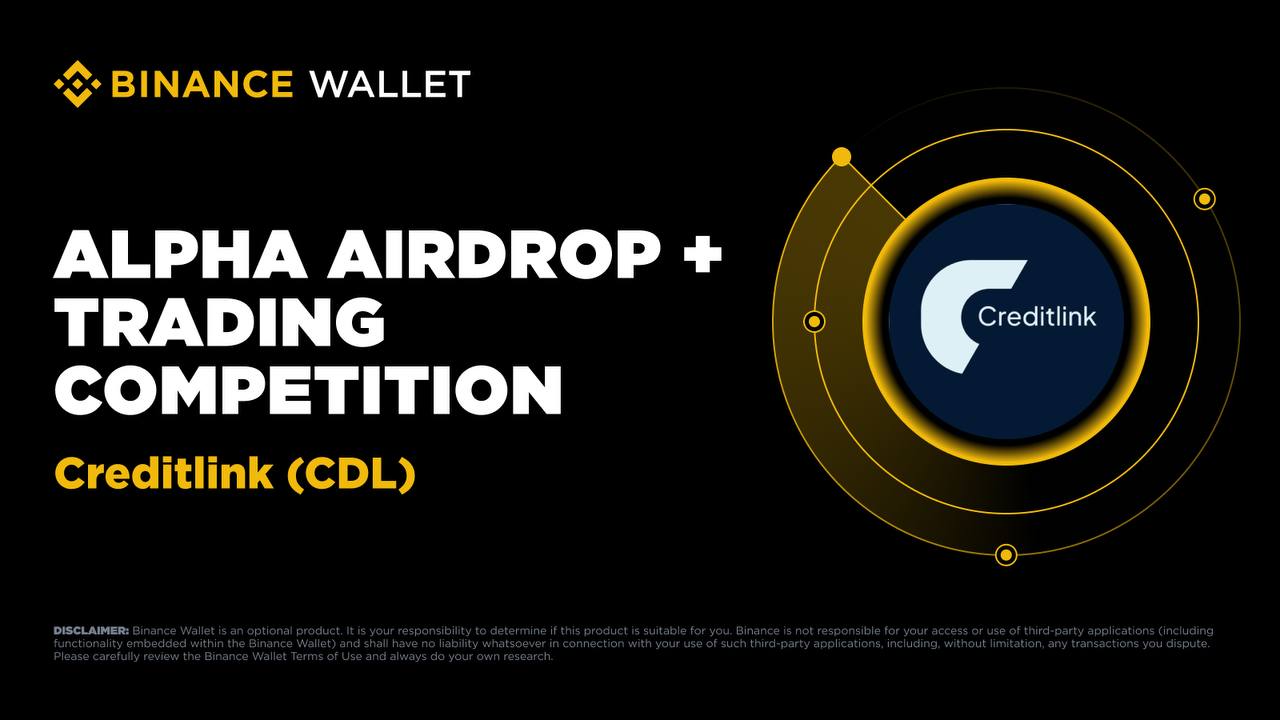 BINANCE WALLET
ALPHA AIRDROP +
TRADING
COMPETITION
Creditlink (CDL)
Creditlink
DISCLAIMER: Binance Wallet is an optional product. It is your responsibility to determine if this product is suitable for you. Binance is not responsible for your access or use of third-party applications (including
functionality embedded within the Binance Wallet) and shall have no liability whatsoever in connection with your use of such third-party applications, including, without limitation, any transactions you dispute.
Please carefully review the Binance Wallet Terms of Use and always do your own research.